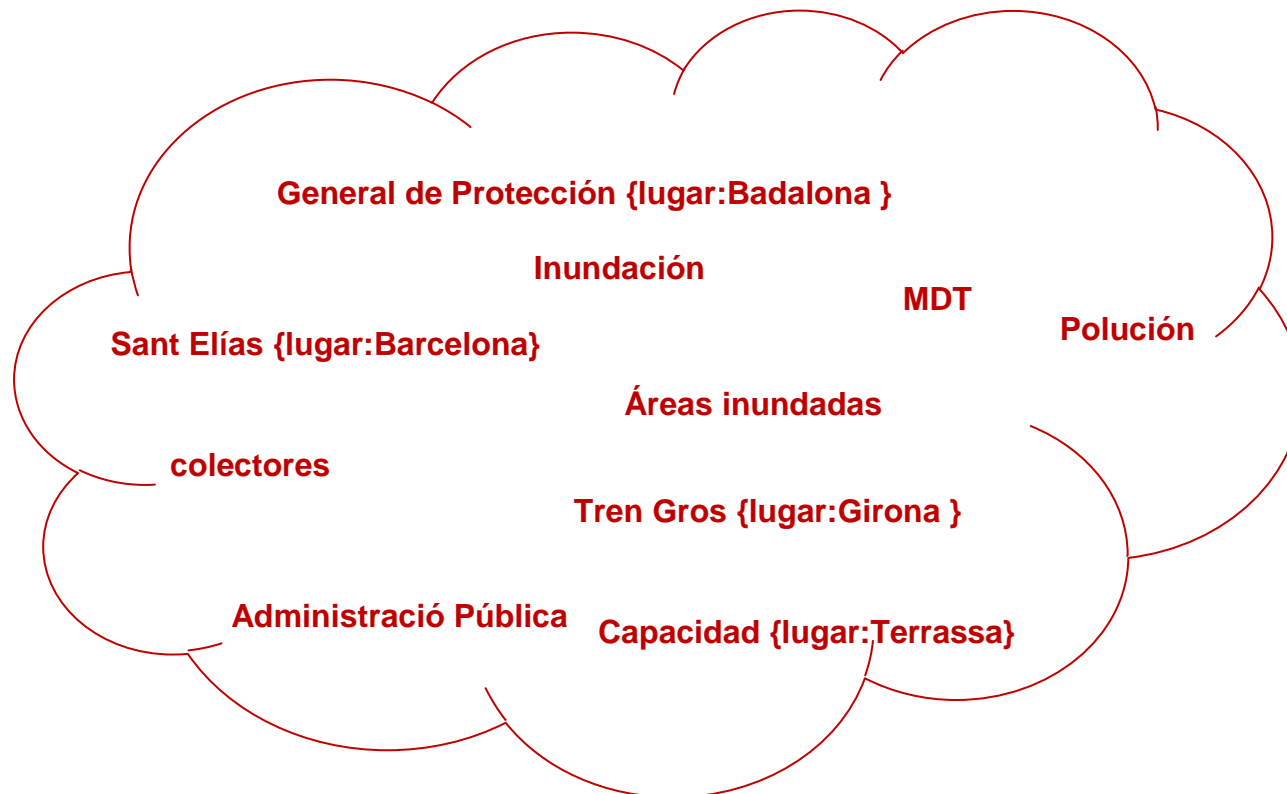 General de Protección {lugar:Badalona }
Inundación
MDT
Polución
Sant Elías {lugar:Barcelona}
Áreas inundadas
colectores
Tren Gros {lugar:Girona }
Administració Pública
Capacidad {lugar:Terrassa}